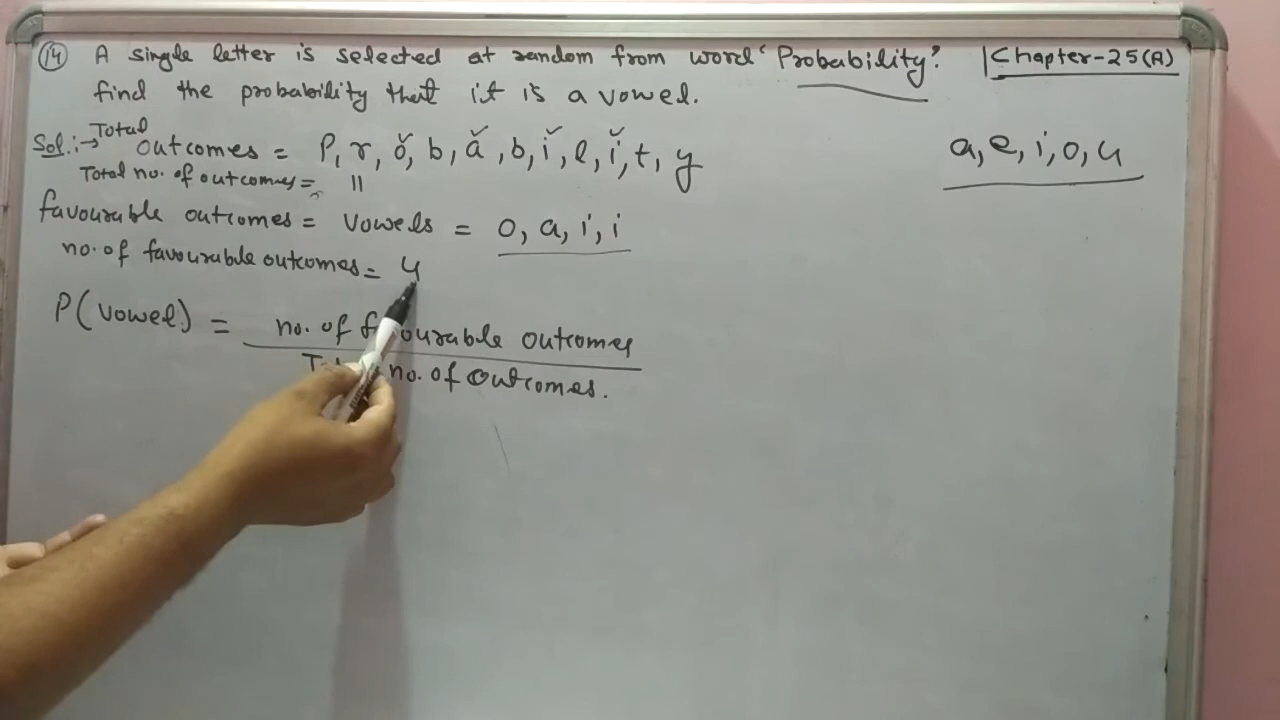 14 A single letter is selected at random from word 'Probability'. | Chapter-25(A)
find the probability that it is a vowel.
Sol:→ Total outcomes = P, r, o, b, a, b, i, l, i, t, y
a, e, i, o, u
Total no. of outcomes = 11
favourable outcomes = vowels = o, a, i, i
no. of favourable outcomes = 4
P(vowel) = no. of favourable outcomes
no. of outcomes.